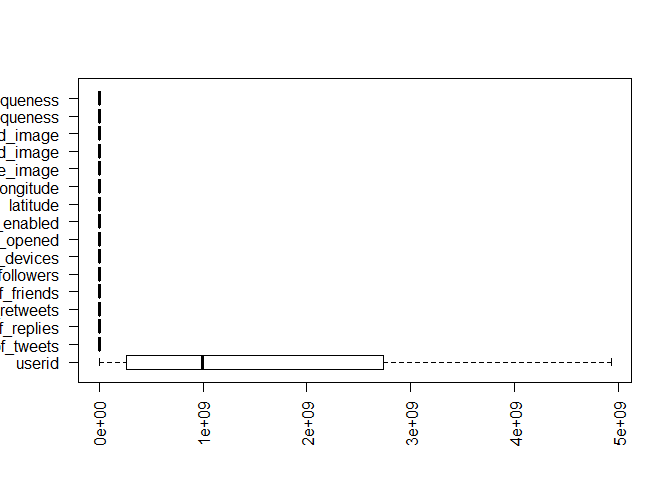 queness
queness
d_image
d_image
e_image
ongitude
latitude
_enabled
_opened
_devices
followers
f_friends
retweets
f_replies
of_tweets
userid
0e+00
1e+09
2e+09
3e+09
4e+09
5e+09